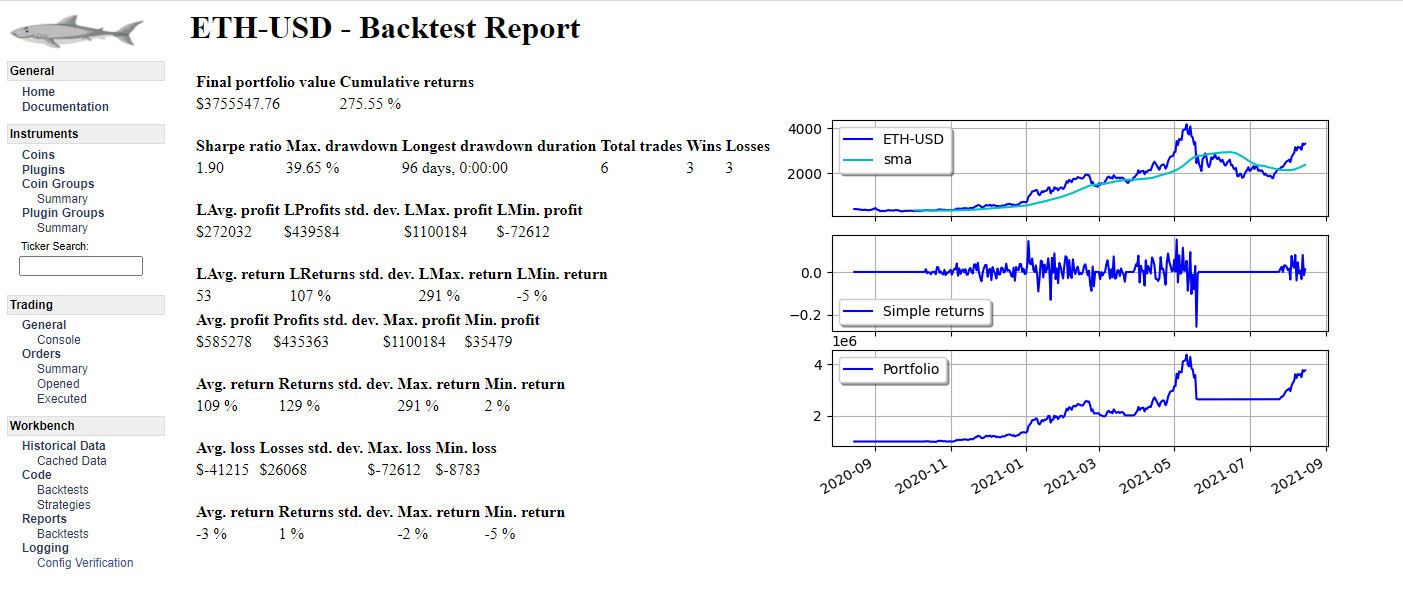 ETH-USD - Backtest Report
General
Home
Documentation
Instruments
Coins
Plugins
Coin Groups
Summary
Plugin Groups
Summary
Ticker Search:
Trading
General
Console
Orders
Summary
Opened
Executed
Workbench
Historical Data
Cached Data
Code
Backtests
Strategies
Reports
Backtests
Logging
Config Verification
Final portfolio value Cumulative returns
$3755547.76 275.55 %
Sharpe ratio Max. drawdown Longest drawdown duration Total trades Wins Losses
1.90 39.65 % 96 days, 0:00:00 6 3 3
LAvg. profit LProfits std. dev. LMax. profit LMin. profit
$272032 $439584 $1100184 $-72612
LAvg. return LReturns std. dev. LMax. return LMin. return
53 107 % 291 % -5 %
Avg. profit Profits std. dev. Max. profit Min. profit
$585278 $435363 $1100184 $35479
Avg. return Returns std. dev. Max. return Min. return
109 % 129 % 291 % 2 %
Avg. loss Losses std. dev. Max. loss Min. loss
$-41215 $26068 $-72612 $-8783
Avg. return Returns std. dev. Max. return Min. return
-3 % 1 % -2 % -5 %
4000
2000
ETH-USD
sma
0.0
−0.2
Simple returns
1e6
4
2
Portfolio
2020-09 2020-11 2021-01 2021-03 2021-05 2021-07 2021-09